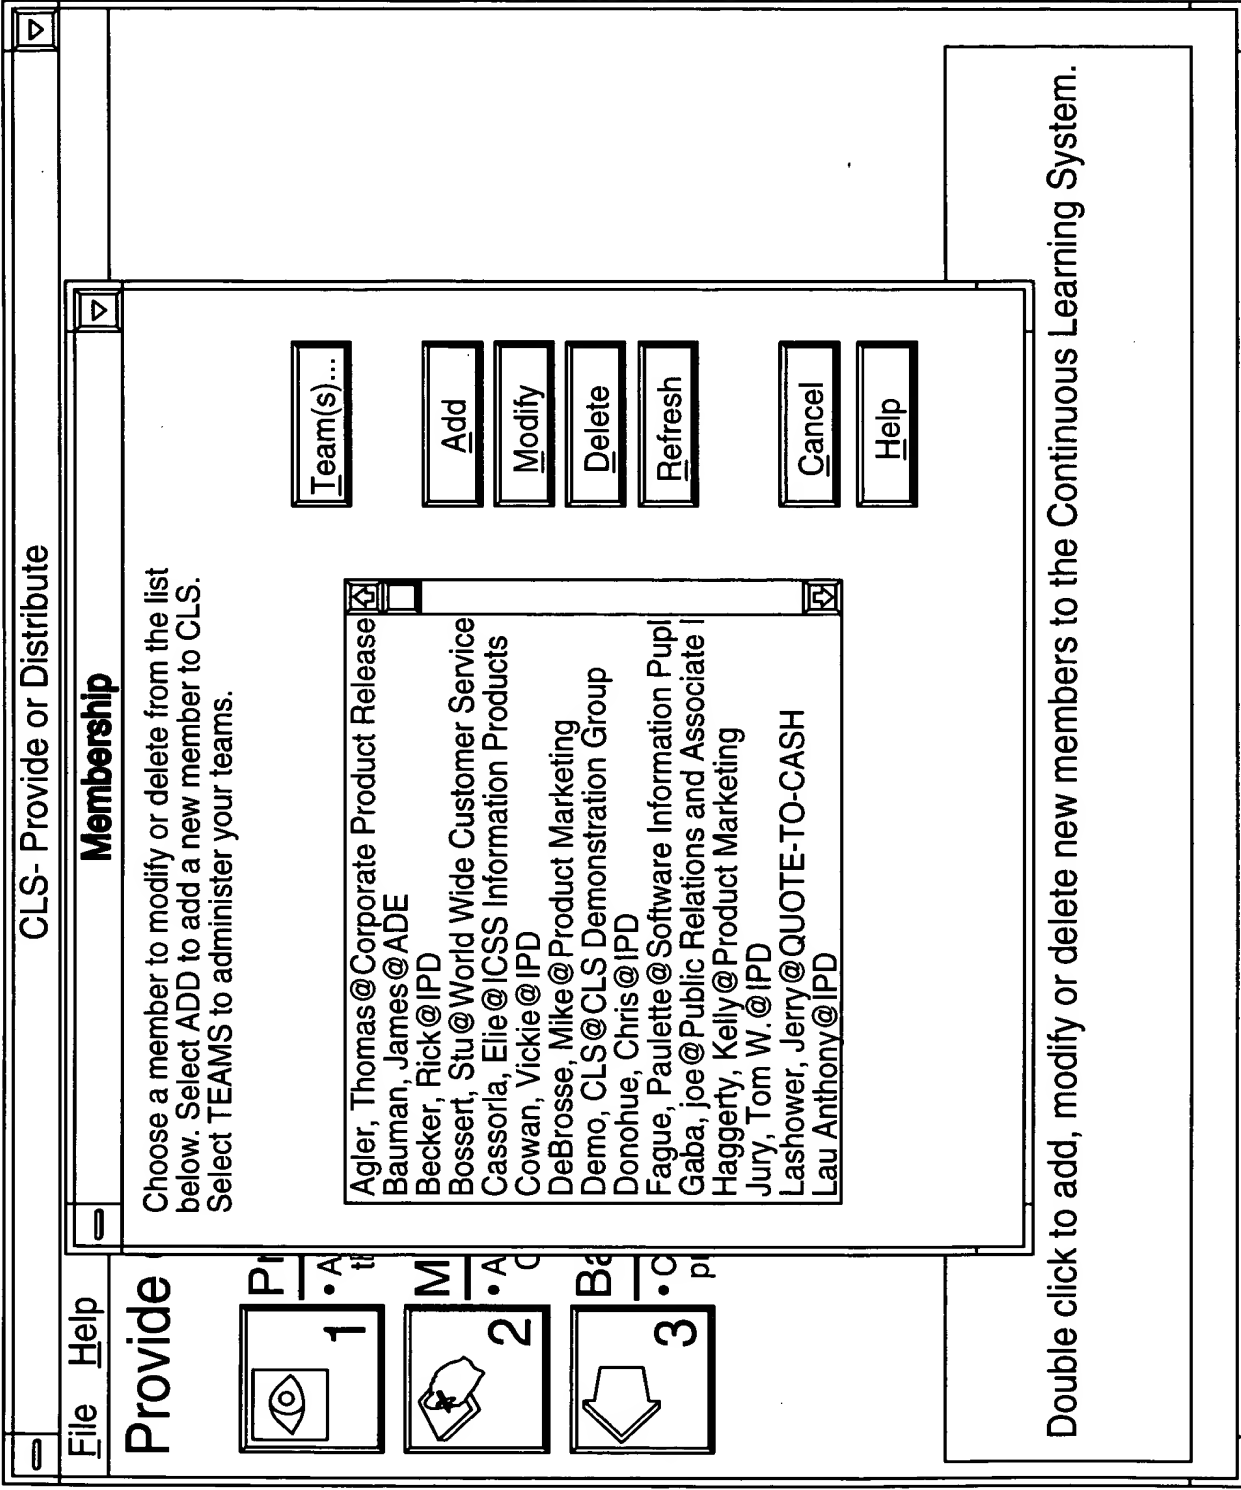 CLS- Provide or Distribute
File Help
Provide
Membership
Choose a member to modify or delete from the list
below. Select ADD to add a new member to CLS.
Select TEAMS to administer your teams.
Agler, Thomas@Corporate Product Release
Bauman, James@ADE
Becker, Rick@IPD
Bossert, Stu@World Wide Customer Service
Cassorla, Elie@ICSS Information Products
Cowan, Vickie@IPD
DeBrosse, Mike@Product Marketing
Demo, CLS@CLS Demonstration Group
Donohue, Chris@IPD
Fague, Paulette@Software Information Pupl
Gaba, joe@Public Relations and Associate I
Haggerty, Kelly@Product Marketing
Jury, Tom W.@IPD
Lashower, Jerry@QUOTE-TO-CASH
Lau Anthony@IPD
Team(s)...
Add
Modify
Delete
Refresh
Cancel
Help
1
Pr
• A
2
M
• A
3
Ba
• C
pr
Double click to add, modify or delete new members to the Continuous Learning System.